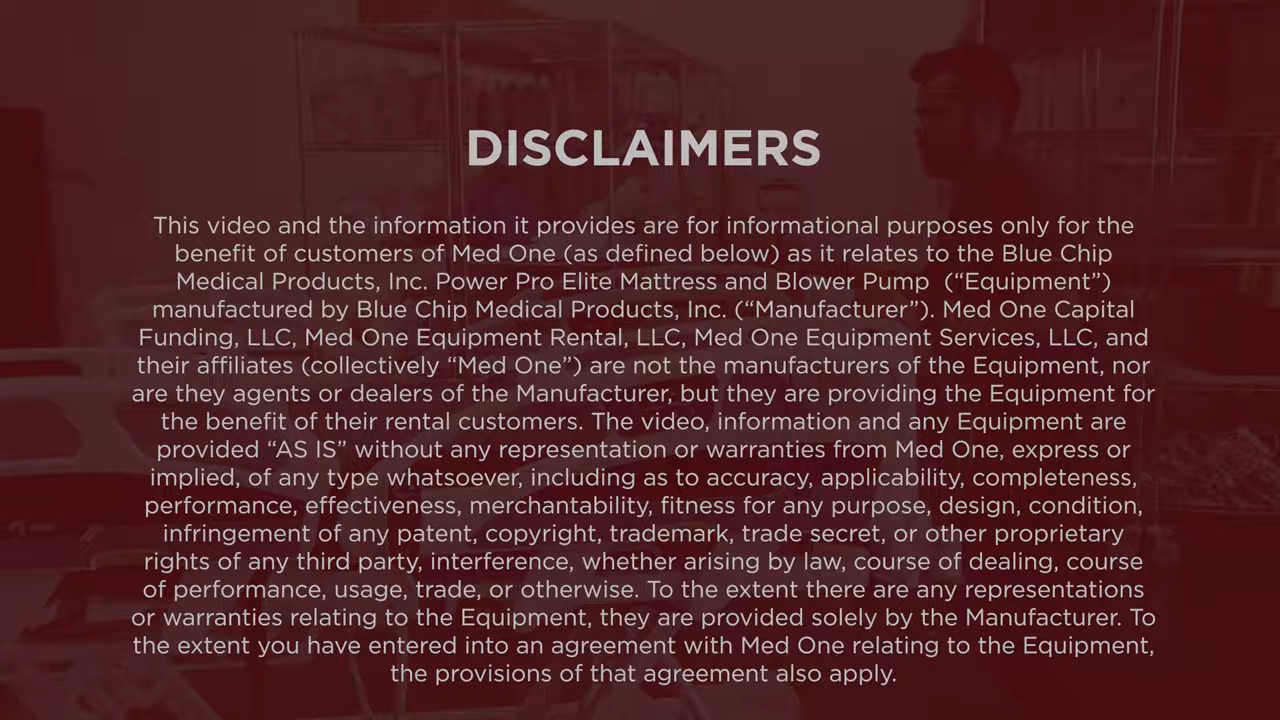 DISCLAIMERS
This video and the information it provides are for informational purposes only for the
benefit of customers of Med One (as defined below) as it relates to the Blue Chip
Medical Products, Inc. Power Pro Elite Mattress and Blower Pump  (“Equipment”)
manufactured by Blue Chip Medical Products, Inc. (“Manufacturer”). Med One Capital
Funding, LLC, Med One Equipment Rental, LLC, Med One Equipment Services, LLC, and
their affiliates (collectively “Med One”) are not the manufacturers of the Equipment, nor
are they agents or dealers of the Manufacturer, but they are providing the Equipment for
the benefit of their rental customers. The video, information and any Equipment are
provided “AS IS” without any representation or warranties from Med One, express or
implied, of any type whatsoever, including as to accuracy, applicability, completeness,
performance, effectiveness, merchantability, fitness for any purpose, design, condition,
infringement of any patent, copyright, trademark, trade secret, or other proprietary
rights of any third party, interference, whether arising by law, course of dealing, course
of performance, usage, trade, or otherwise. To the extent there are any representations
or warranties relating to the Equipment, they are provided solely by the Manufacturer. To
the extent you have entered into an agreement with Med One relating to the Equipment,
the provisions of that agreement also apply.